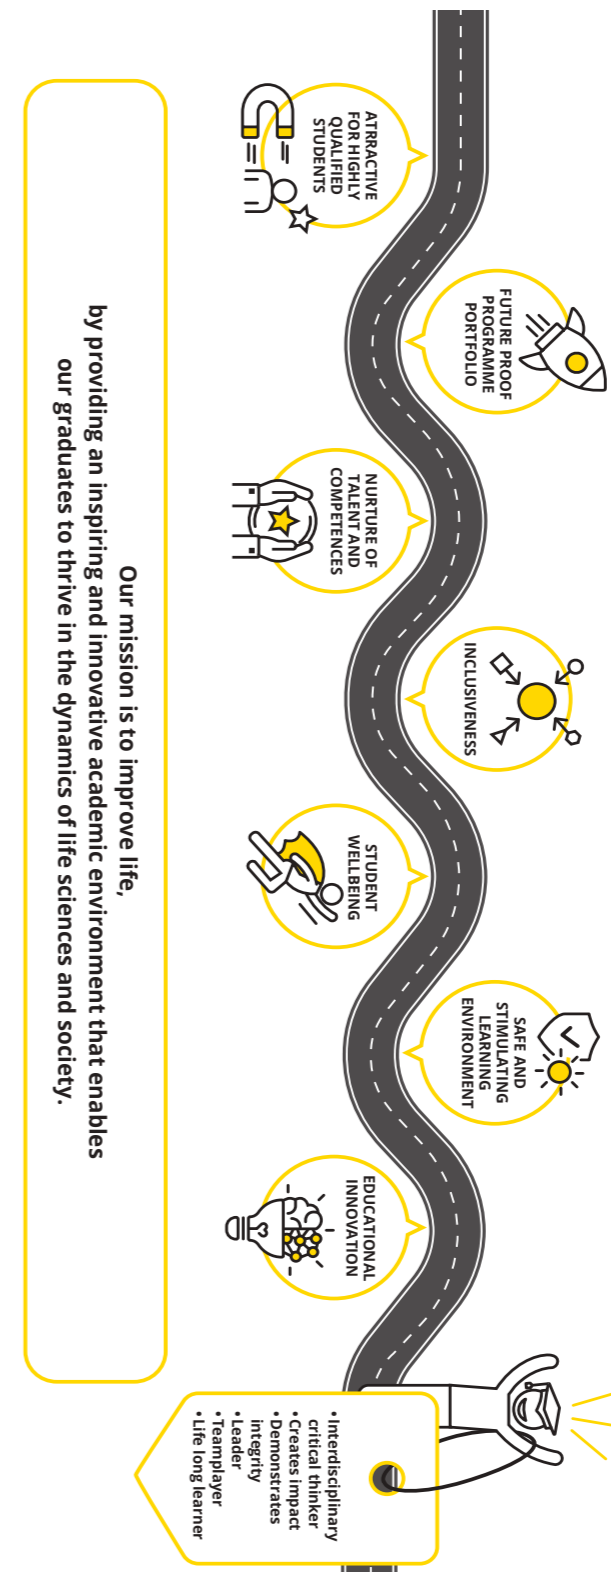 ATRRACTIVE
FOR HIGHLY
QUALIFIED
STUDENTS
FUTURE PROOF
PROGRAMME
PORTFOLIO
NURTURE OF
TALENT AND
COMPETENCES
INCLUSIVENESS
STUDENT
WELLBEING
SAFE AND
STIMULATING
LEARNING
ENVIRONMENT
EDUCATIONAL
INNOVATION
• Interdisciplinary
critical thinker
• Creates impact
• Demonstrates
integrity
• Leader
• Teamplayer
• Life long learner
Our mission is to improve life,
by providing an inspiring and innovative academic environment that enables
our graduates to thrive in the dynamics of life sciences and society.